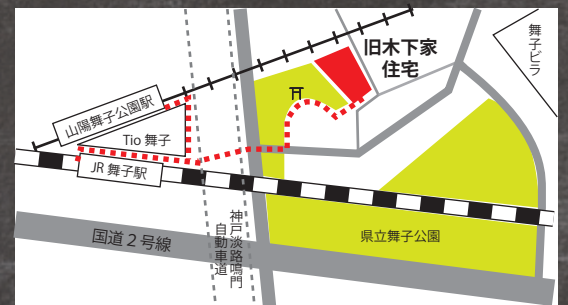 旧木下家
住宅
舞子ビラ
山陽舞子公園駅
Tio 舞子
JR 舞子駅
神戸淡路鳴門
自動車道
国道２号線
県立舞子公園